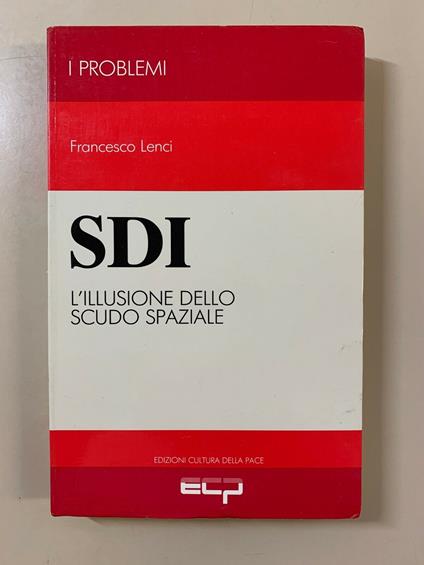 I PROBLEMI
Francesco Lenci
SDI
L'ILLUSIONE DELLO
SCUDO SPAZIALE
EDIZIONI CULTURA DELLA PACE
ECP